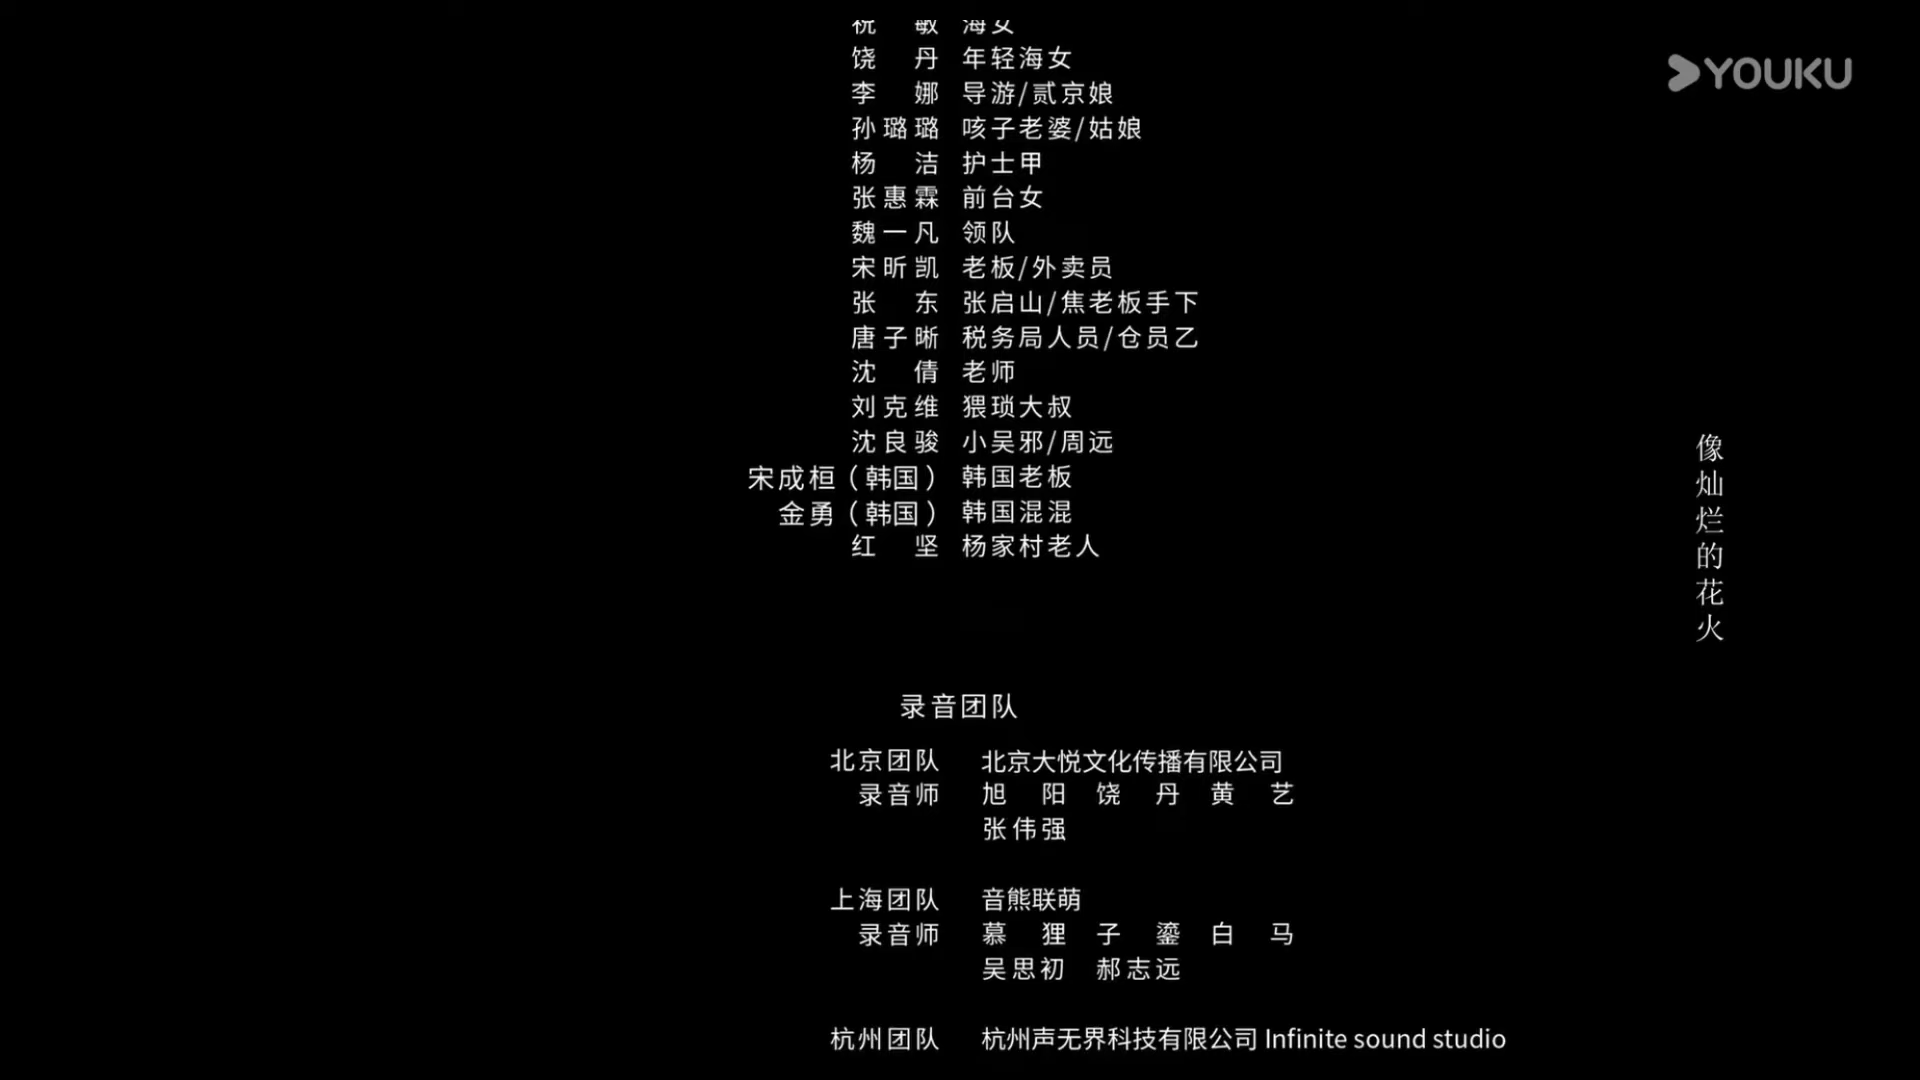 祝敏 海女
饶丹 年轻海女
李娜 导游/贰京娘
孙璐璐 咳子老婆/姑娘
杨洁 护士甲
张惠霖 前台女
魏一凡 领队
宋昕凯 老板/外卖员
张东 张启山/焦老板手下
唐子晰 税务局人员/仓员乙
沈倩 老师
刘克维 猥琐大叔
沈良骏 小吴邪/周远
宋成桓（韩国） 韩国老板
金勇（韩国） 韩国混混
红坚 杨家村老人
录音团队
北京团队 北京大悦文化传播有限公司
录音师 旭阳 饶丹 黄艺
张伟强
上海团队 音熊联萌
录音师 慕狸 子鎏 白马
吴思初 郝志远
杭州团队 杭州声无界科技有限公司 Infinite sound studio
YOUKU
像灿烂的花火